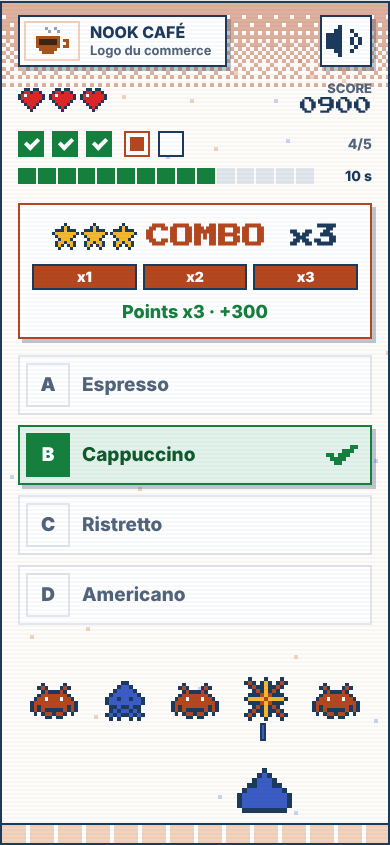 NOOK CAFÉ
Logo du commerce
SCORE
0900
4/5
10 s
COMBO x3
x1
x2
x3
Points x3 · +300
A Espresso
B Cappuccino
C Ristretto
D Americano